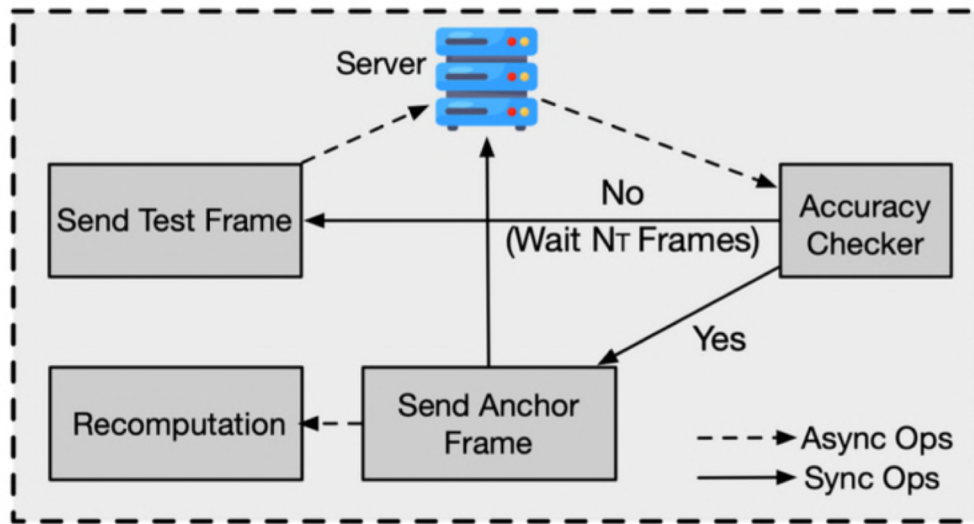 Server
Send Test Frame
No
(Wait NT Frames)
Accuracy
Checker
Yes
Recomputation
Send Anchor
Frame
Async Ops
Sync Ops